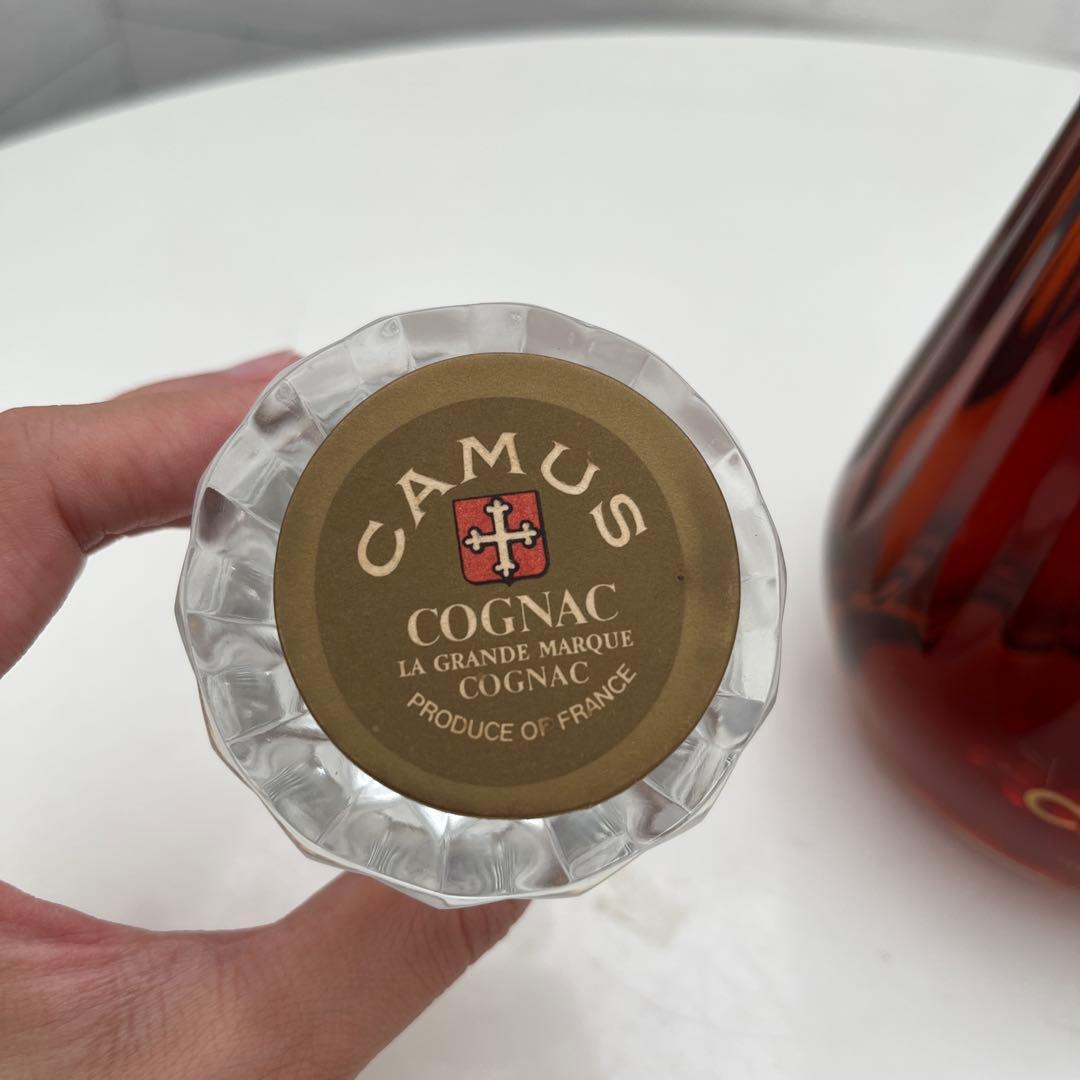 CAMUS
COGNAC
LA GRANDE MARQUE
COGNAC
PRODUCE OF FRANCE
C